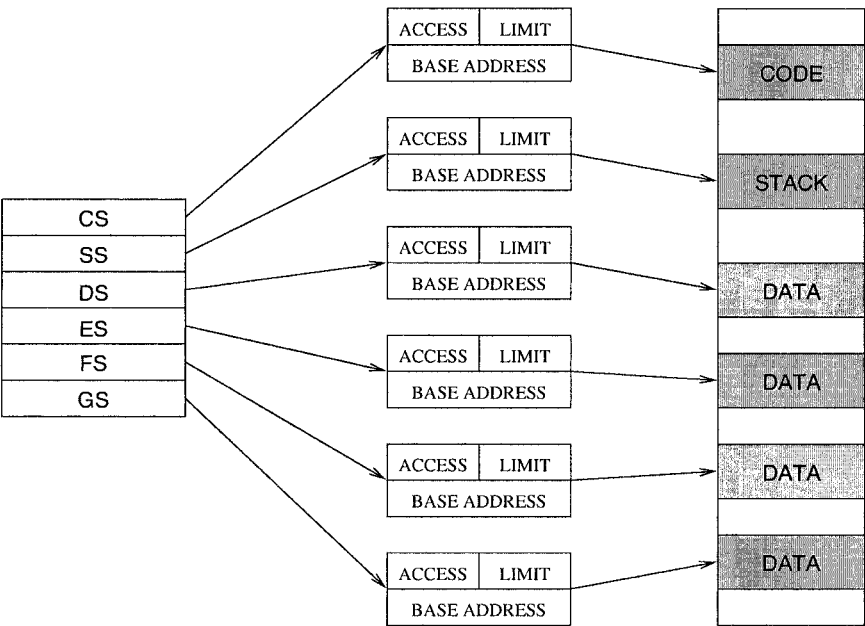 CS
SS
DS
ES
FS
GS
ACCESS LIMIT
BASE ADDRESS
ACCESS LIMIT
BASE ADDRESS
ACCESS LIMIT
BASE ADDRESS
ACCESS LIMIT
BASE ADDRESS
ACCESS LIMIT
BASE ADDRESS
ACCESS LIMIT
BASE ADDRESS
CODE
STACK
DATA
DATA
DATA
DATA